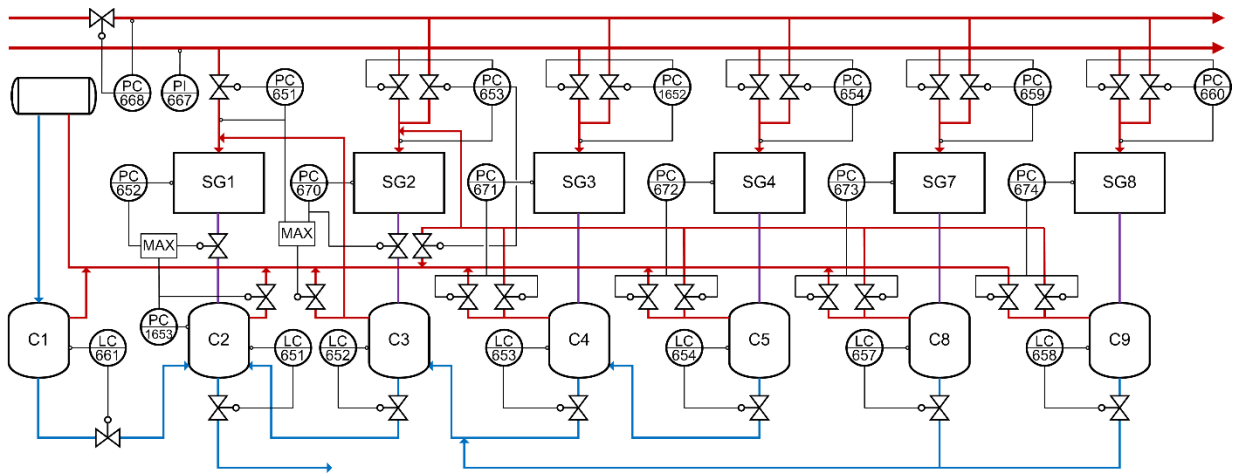 PC
668
PI
667
PC
651
PC
653
PC
1652
PC
654
PC
659
PC
660
PC
652
SG1
PC
670
SG2
PC
671
SG3
PC
672
SG4
PC
673
SG7
PC
674
SG8
MAX
MAX
C1
PC
1653
C2
LC
661
LC
651
LC
652
C3
LC
653
C4
LC
654
C5
LC
657
C8
LC
658
C9